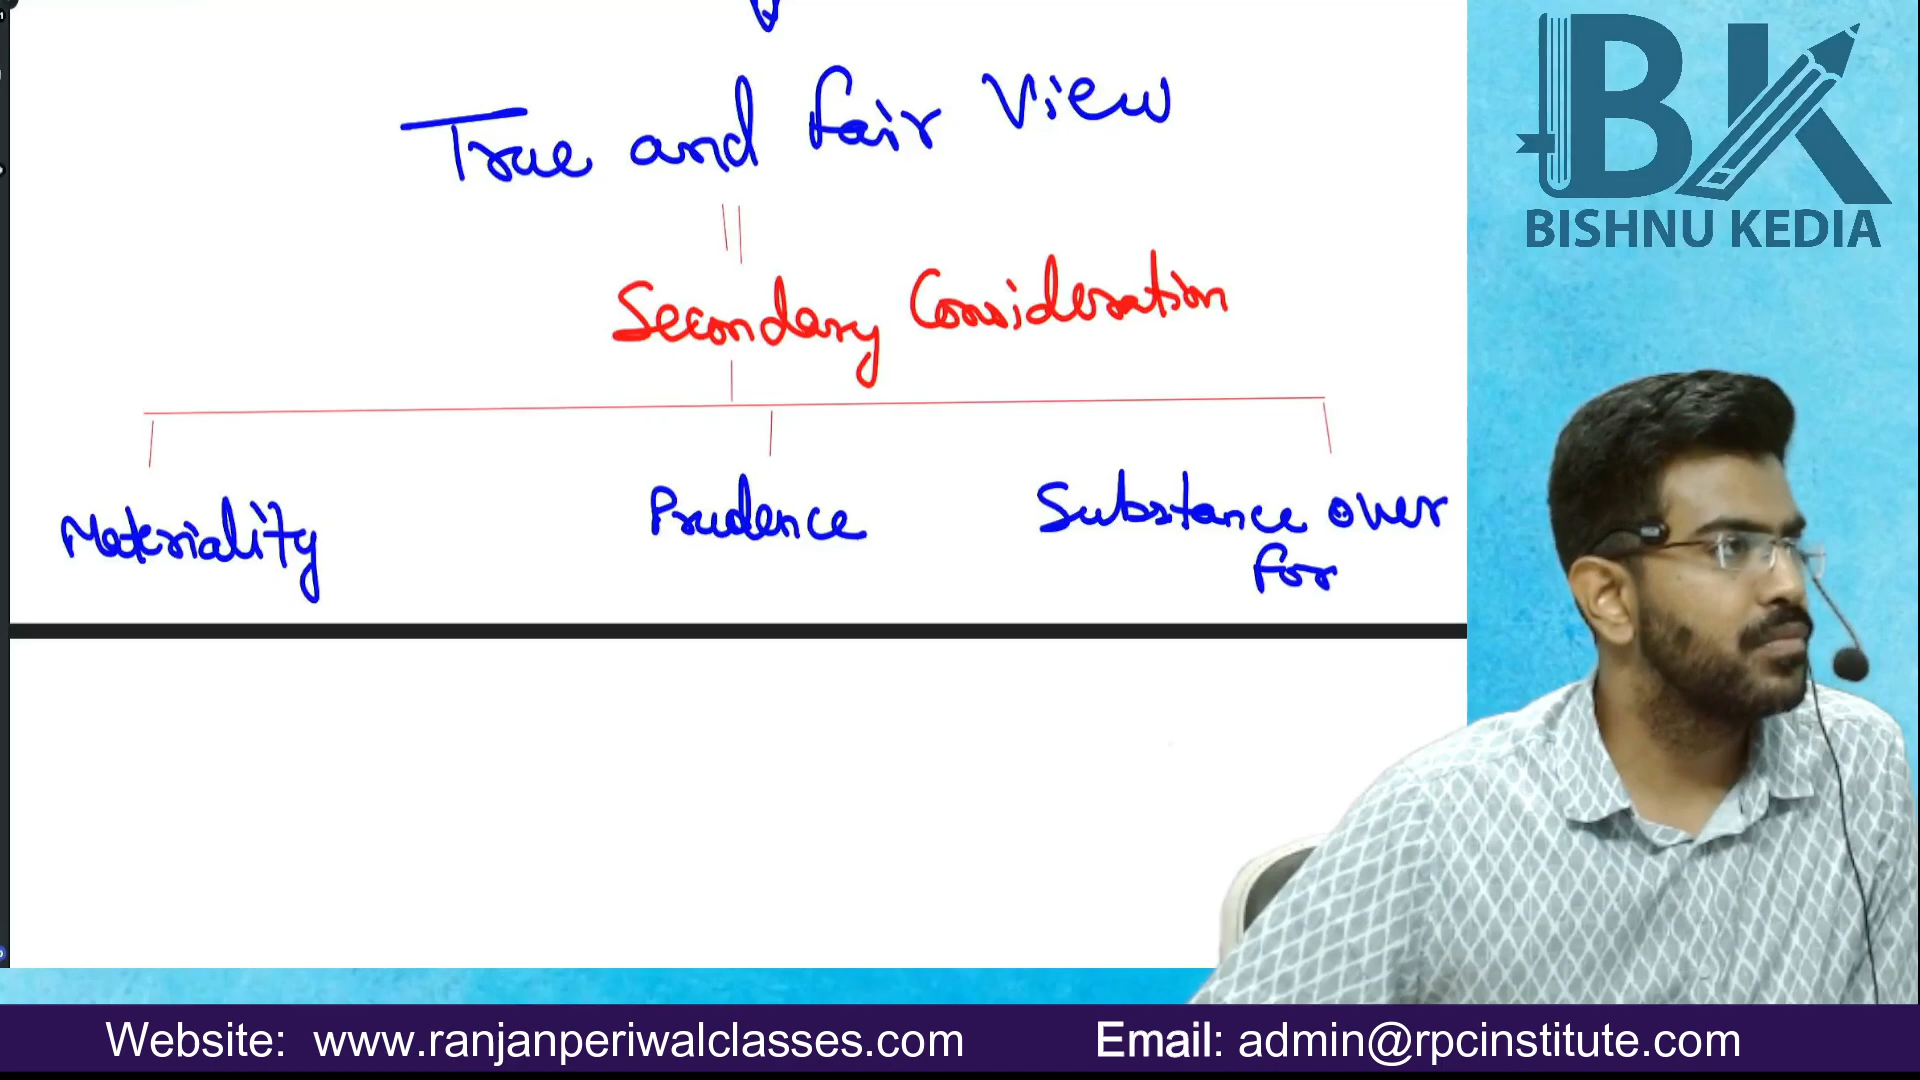 True and fair View
Secondary Consideration
Materiality
Prudence
Substance over
for
BK
BISHNU KEDIA
Website: www.ranjanperiwalclasses.com
Email: admin@rpcinstitute.com